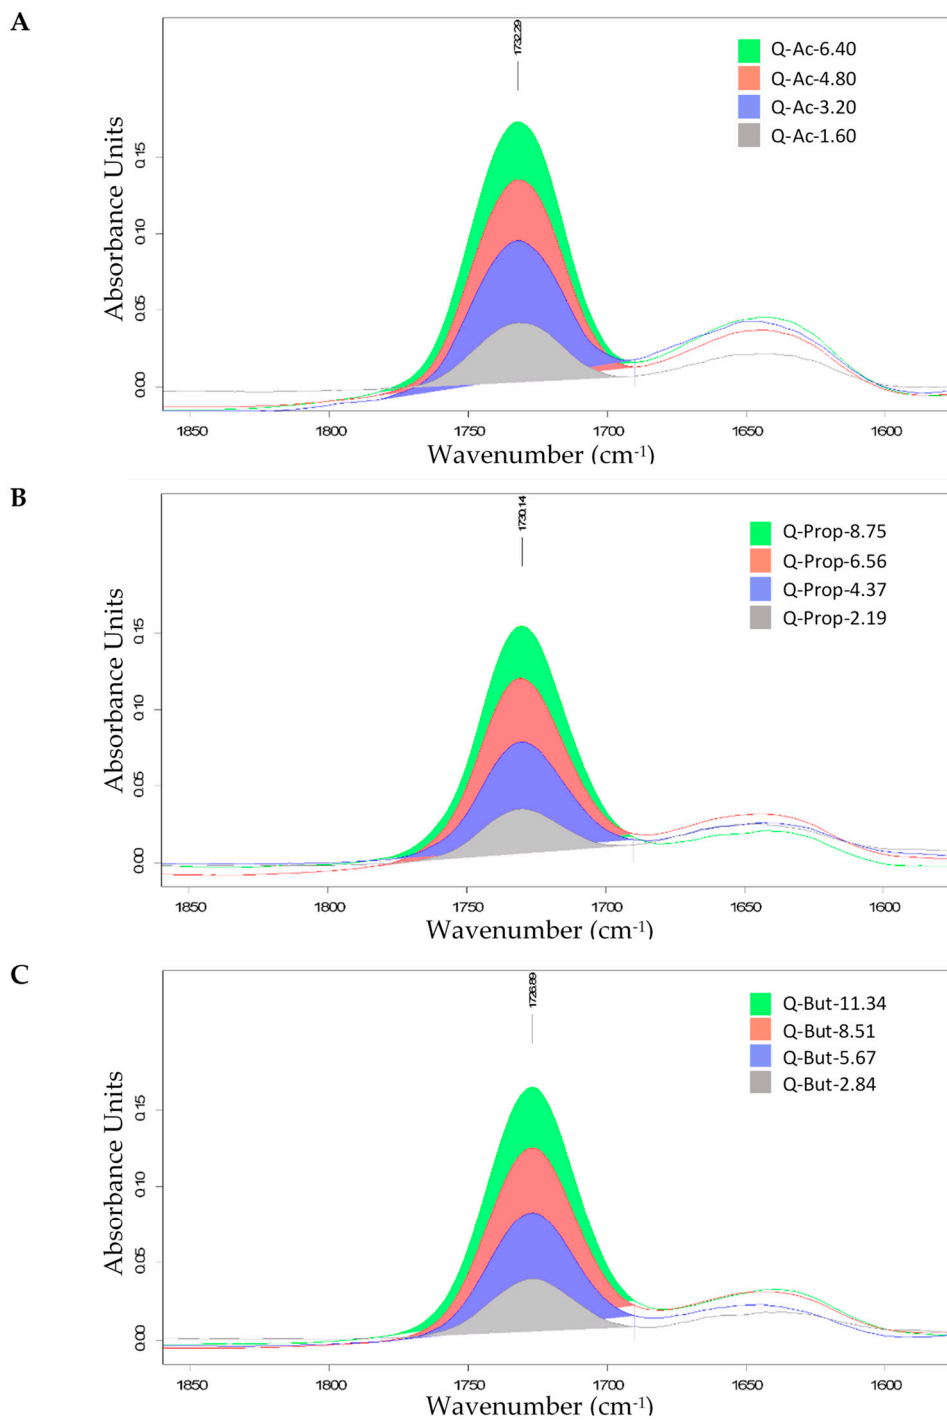 A
1732.29
Q-Ac-6.40
Q-Ac-4.80
Q-Ac-3.20
Q-Ac-1.60
Absorbance Units
0.15
0.10
0.05
0.00
1850 1800 1750 1700 1650 1600
Wavenumber (cm-1)
B
1730.14
Q-Prop-8.75
Q-Prop-6.56
Q-Prop-4.37
Q-Prop-2.19
Absorbance Units
0.15
0.10
0.05
0.00
1850 1800 1750 1700 1650 1600
Wavenumber (cm-1)
C
1726.89
Q-But-11.34
Q-But-8.51
Q-But-5.67
Q-But-2.84
Absorbance Units
0.15
0.10
0.05
0.00
1850 1800 1750 1700 1650 1600
Wavenumber (cm-1)